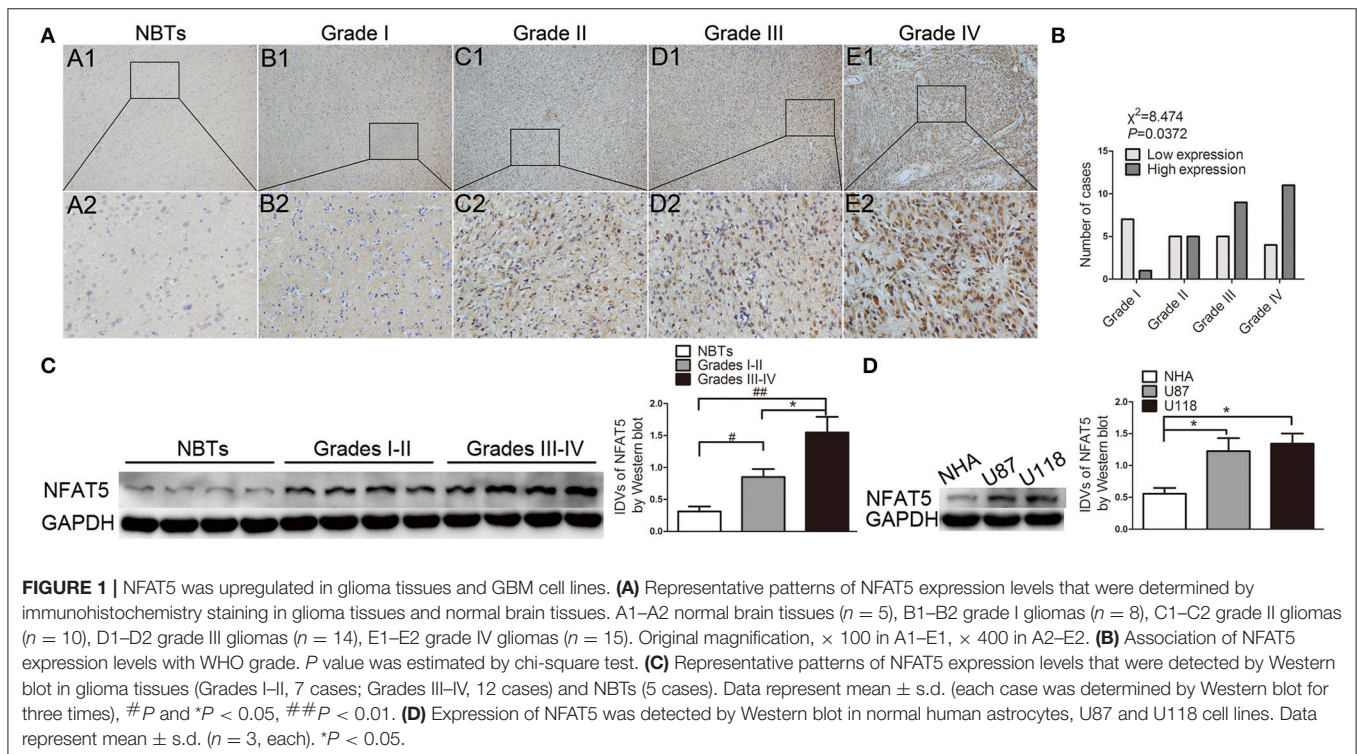 A
NBTs
Grade I
Grade II
Grade III
Grade IV
A1
B1
C1
D1
E1
A2
B2
C2
D2
E2
B
χ²=8.474
P=0.0372
Low expression
High expression
Number of cases
15
10
5
0
Grade I
Grade II
Grade III
Grade IV
C
NBTs
Grades I-II
Grades III-IV
NFAT5
GAPDH
NBTs
Grades I-II
Grades III-IV
##
*
#
IDVs of NFAT5
by Western blot
2.0
1.5
1.0
0.5
0.0
D
NHA
U87
U118
NFAT5
GAPDH
NHA
U87
U118
*
*
IDVs of NFAT5
by Western blot
2.0
1.5
1.0
0.5
0.0
FIGURE 1 | NFAT5 was upregulated in glioma tissues and GBM cell lines. (A) Representative patterns of NFAT5 expression levels that were determined by
immunohistochemistry staining in glioma tissues and normal brain tissues. A1–A2 normal brain tissues (n = 5), B1–B2 grade I gliomas (n = 8), C1–C2 grade II gliomas
(n = 10), D1–D2 grade III gliomas (n = 14), E1–E2 grade IV gliomas (n = 15). Original magnification, × 100 in A1–E1, × 400 in A2–E2. (B) Association of NFAT5
expression levels with WHO grade. P value was estimated by chi-square test. (C) Representative patterns of NFAT5 expression levels that were detected by Western
blot in glioma tissues (Grades I–II, 7 cases; Grades III–IV, 12 cases) and NBTs (5 cases). Data represent mean ± s.d. (each case was determined by Western blot for
three times), #P and *P < 0.05, ##P < 0.01. (D) Expression of NFAT5 was detected by Western blot in normal human astrocytes, U87 and U118 cell lines. Data
represent mean ± s.d. (n = 3, each). *P < 0.05.